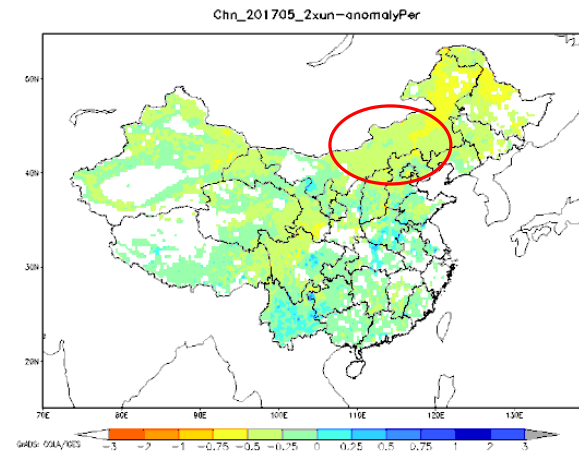 Chn_201705_2xun-anomalyPer
50N
40N
30N
20N
70E 80E 90E 100E 110E 120E 130E
GrADS: COLA/IGES
-3 -2 -1 -0.75 -0.5 -0.25 0 0.25 0.5 0.75 1 2 3